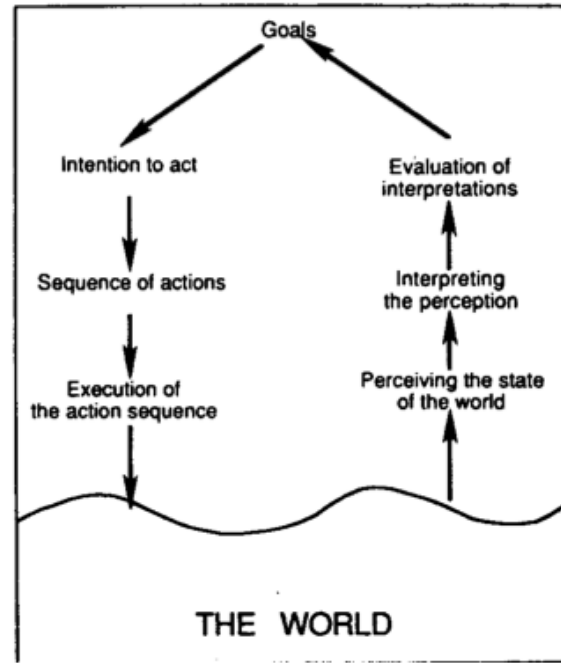 Goals
Intention to act
Sequence of actions
Execution of
the action sequence
Evaluation of
interpretations
Interpreting
the perception
Perceiving the state
of the world
THE WORLD